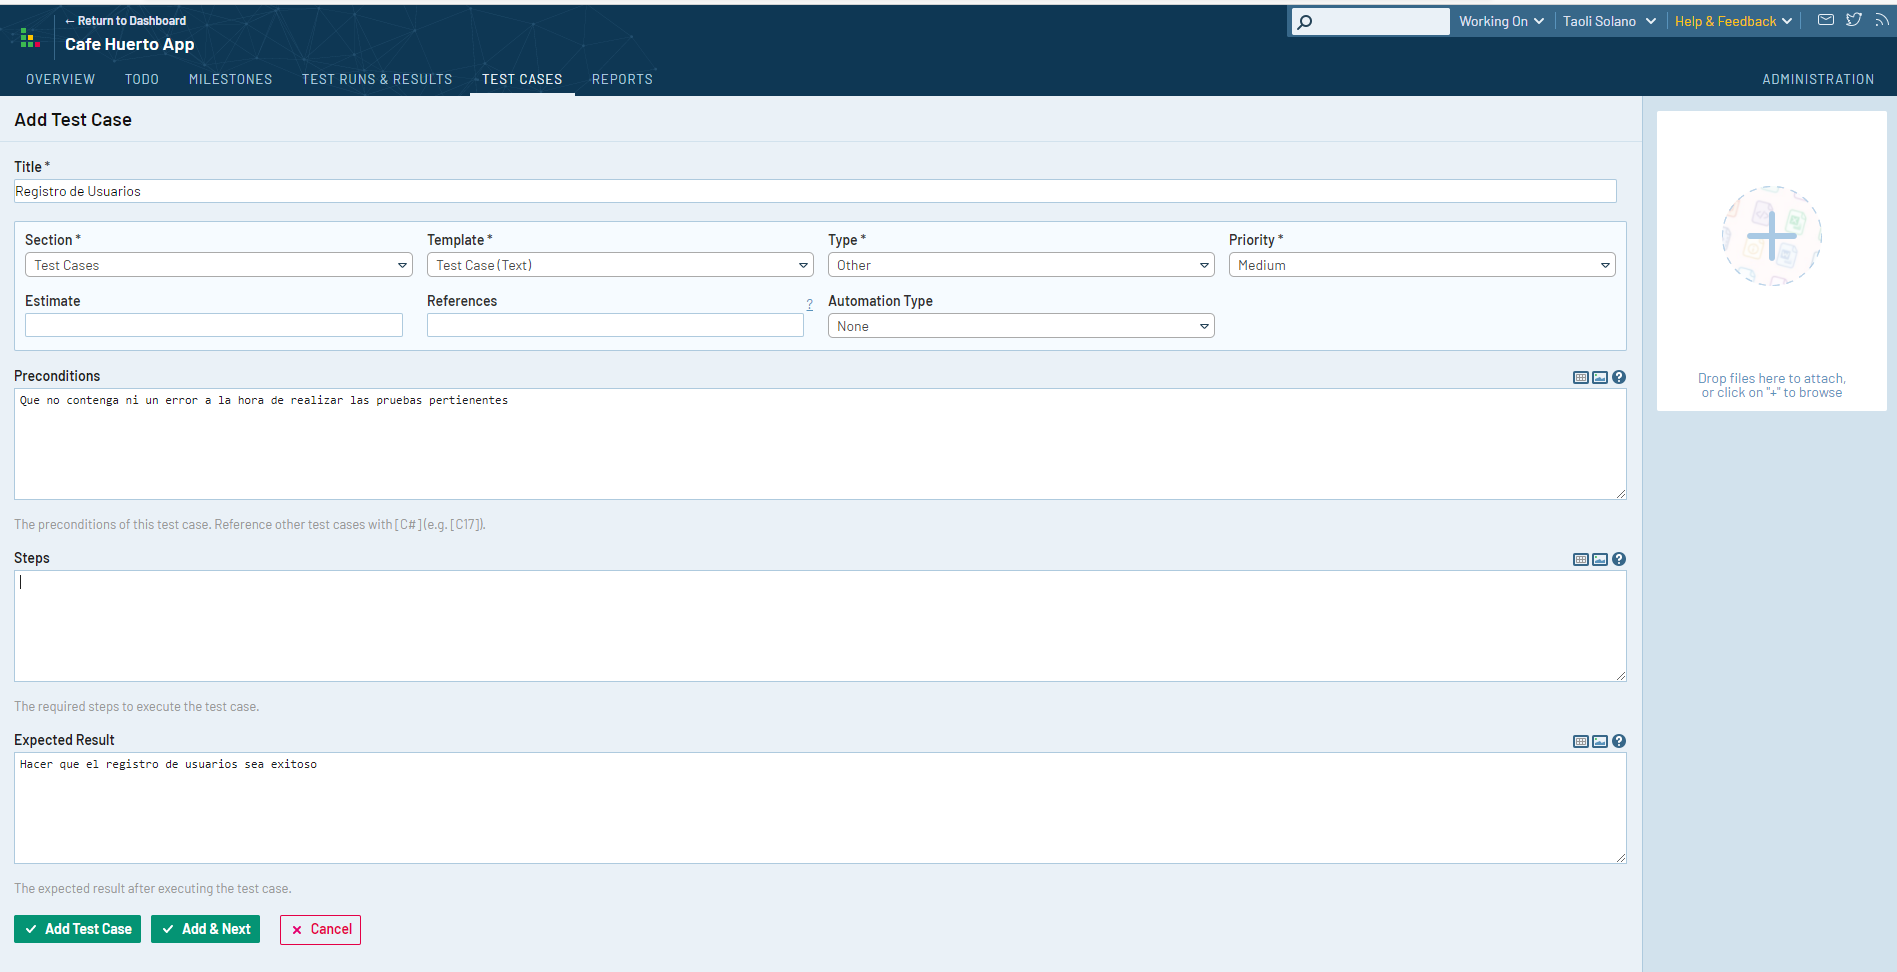 ← Return to Dashboard
Cafe Huerto App
Working On
Taoli Solano
Help & Feedback
OVERVIEW TODO MILESTONES TEST RUNS & RESULTS TEST CASES REPORTS ADMINISTRATION
Add Test Case
Title *
Registro de Usuarios
Section * Template * Type * Priority *
Test Cases Test Case (Text) Other Medium
Estimate References ? Automation Type
None
Preconditions
Que no contenga ni un error a la hora de realizar las pruebas pertienentes
The preconditions of this test case. Reference other test cases with [C#] (e.g. [C17]).
Steps
The required steps to execute the test case.
Expected Result
Hacer que el registro de usuarios sea exitoso
The expected result after executing the test case.
Add Test Case Add & Next Cancel
Drop files here to attach,
or click on "+" to browse